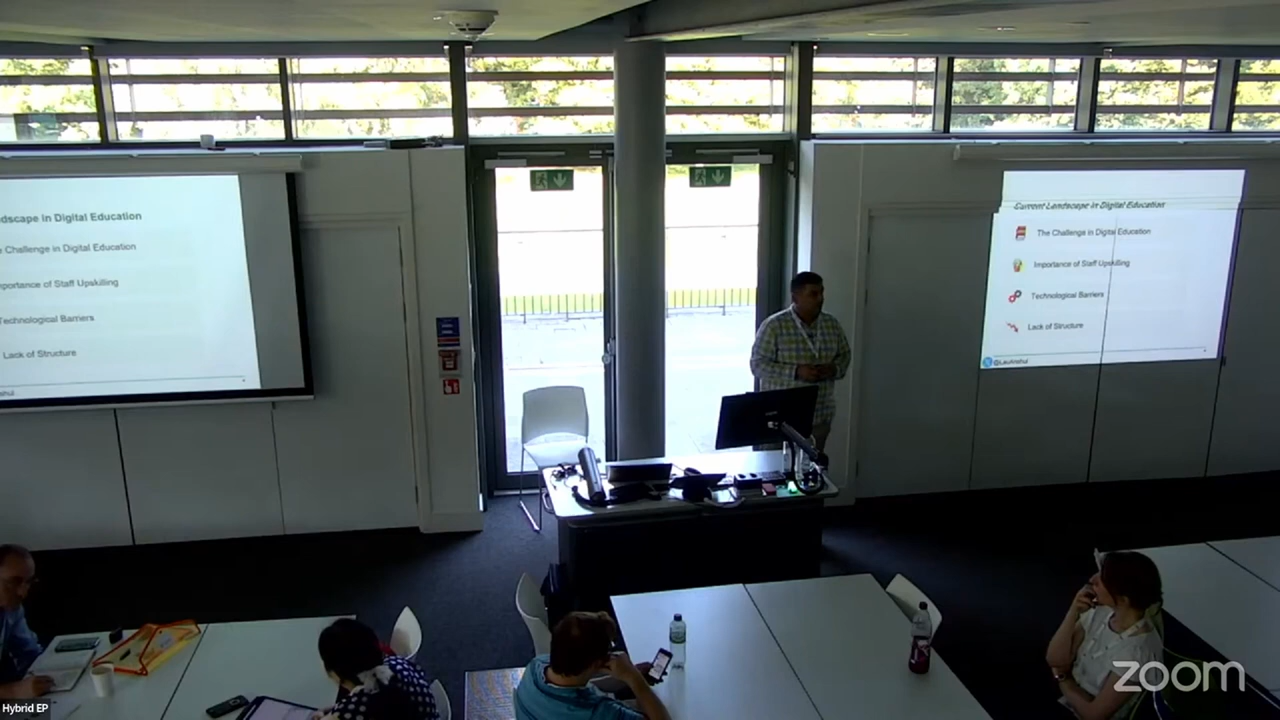 dscape in Digital Education
e Challenge in Digital Education
portance of Staff Upskilling
Technological Barriers
Lack of Structure
Current Landscape in Digital Education
The Challenge in Digital Education
Importance of Staff Upskilling
Technological Barriers
Lack of Structure
zoom
Hybrid EP